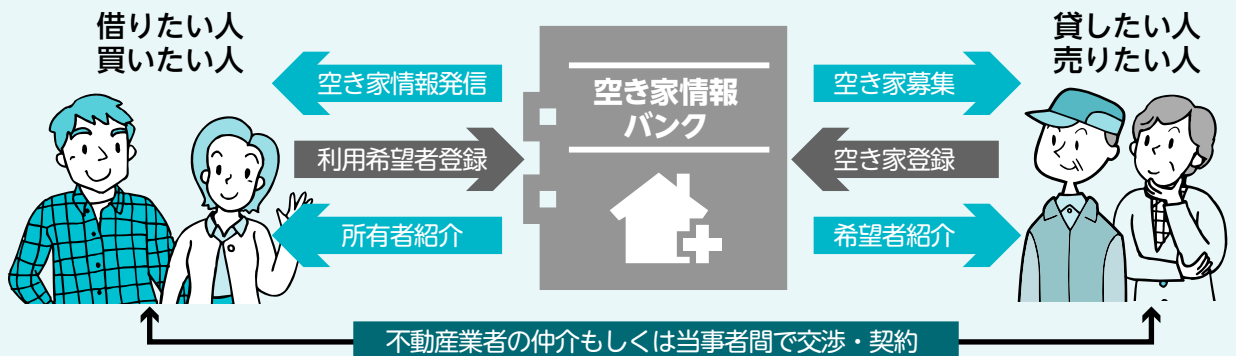 借りたい人
買いたい人
空き家情報発信
利用希望者登録
所有者紹介
空き家情報
バンク
貸したい人
売りたい人
空き家募集
空き家登録
希望者紹介
不動産業者の仲介もしくは当事者間で交渉・契約